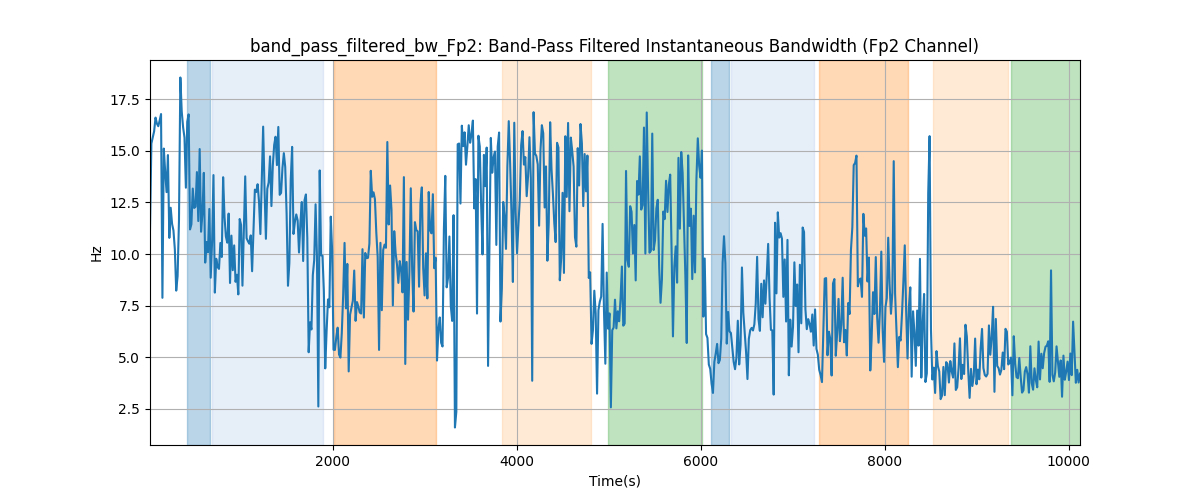 band_pass_filtered_bw_Fp2: Band-Pass Filtered Instantaneous Bandwidth (Fp2 Channel)
17.5
15.0
12.5
10.0
7.5
5.0
2.5
Hz
2000 4000 6000 8000 10000
Time(s)